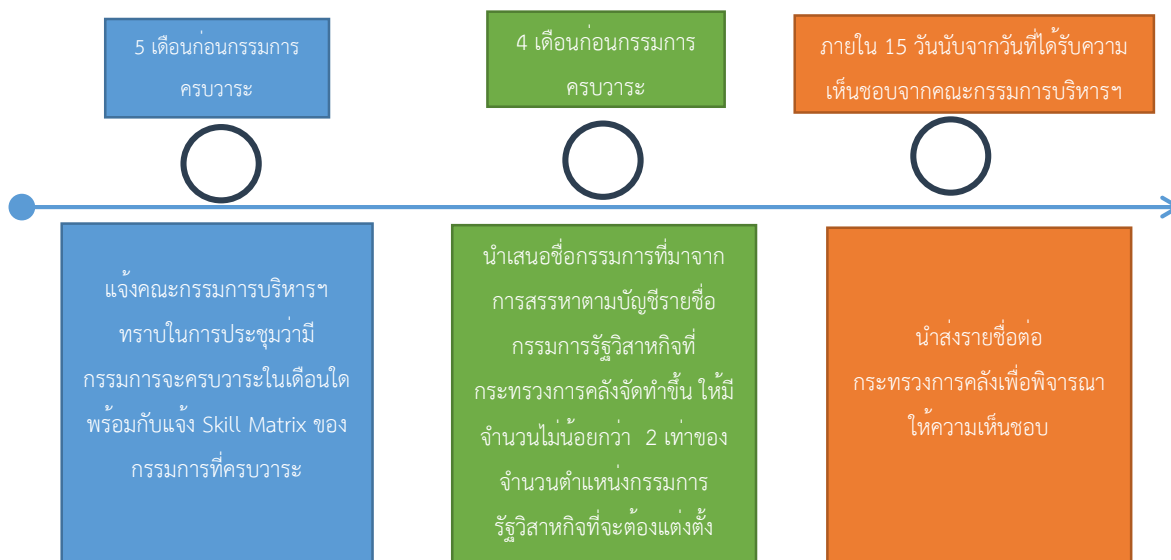 5 เดือนก่อนกรรมการ
ครบวาระ
4 เดือนก่อนกรรมการ
ครบวาระ
ภายใน 15 วันนับจากวันที่ได้รับความ
เห็นชอบจากคณะกรรมการบริหารฯ
แจ้งคณะกรรมการบริหารฯ
ทราบในการประชุมว่ามี
กรรมการจะครบวาระในเดือนใด
พร้อมกับแจ้ง Skill Matrix ของ
กรรมการที่ครบวาระ
นำเสนอชื่อกรรมการที่มาจาก
การสรรหาตามบัญชีรายชื่อ
กรรมการรัฐวิสาหกิจที่
กระทรวงการคลังจัดทำขึ้น ให้มี
จำนวนไม่น้อยกว่า 2 เท่าของ
จำนวนตำแหน่งกรรมการ
รัฐวิสาหกิจที่จะต้องแต่งตั้ง
นำส่งรายชื่อต่อ
กระทรวงการคลังเพื่อพิจารณา
ให้ความเห็นชอบ